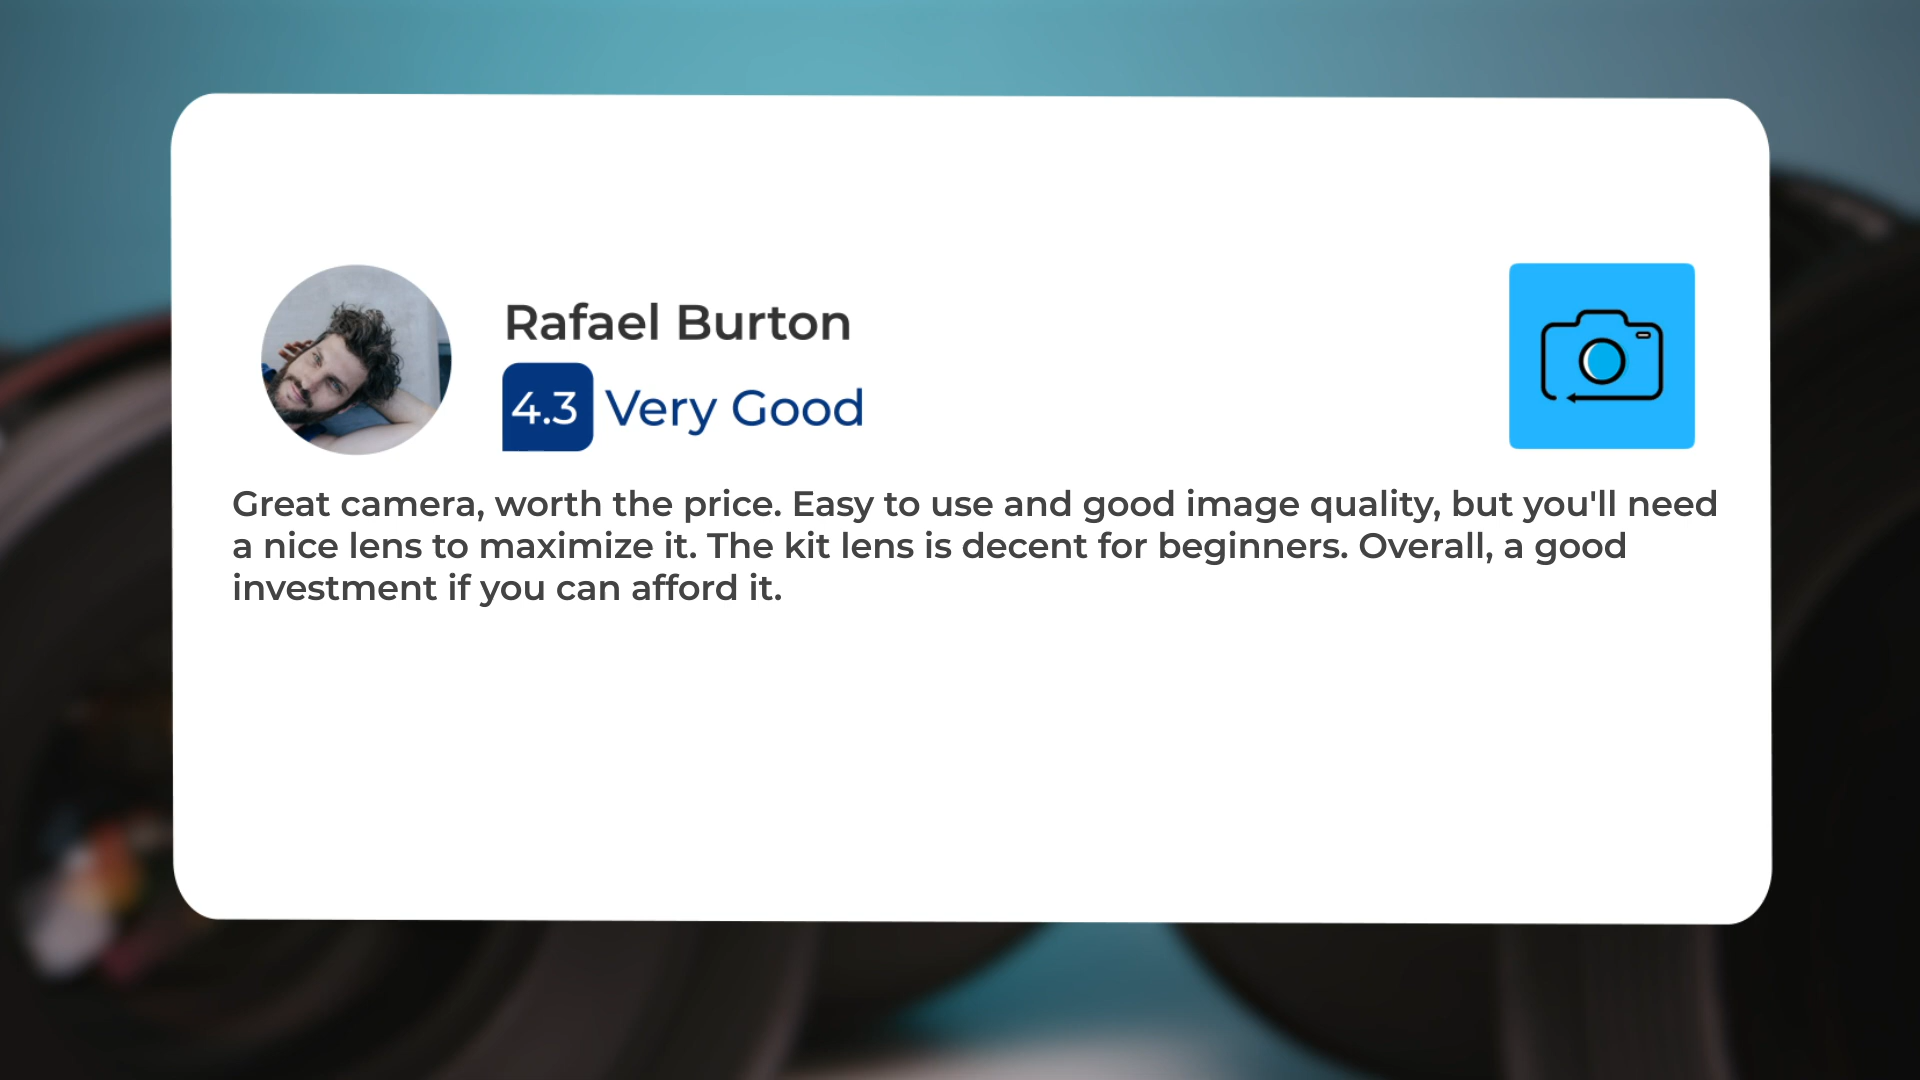 Rafael Burton
4.3 Very Good
Great camera, worth the price. Easy to use and good image quality, but you'll need
a nice lens to maximize it. The kit lens is decent for beginners. Overall, a good
investment if you can afford it.